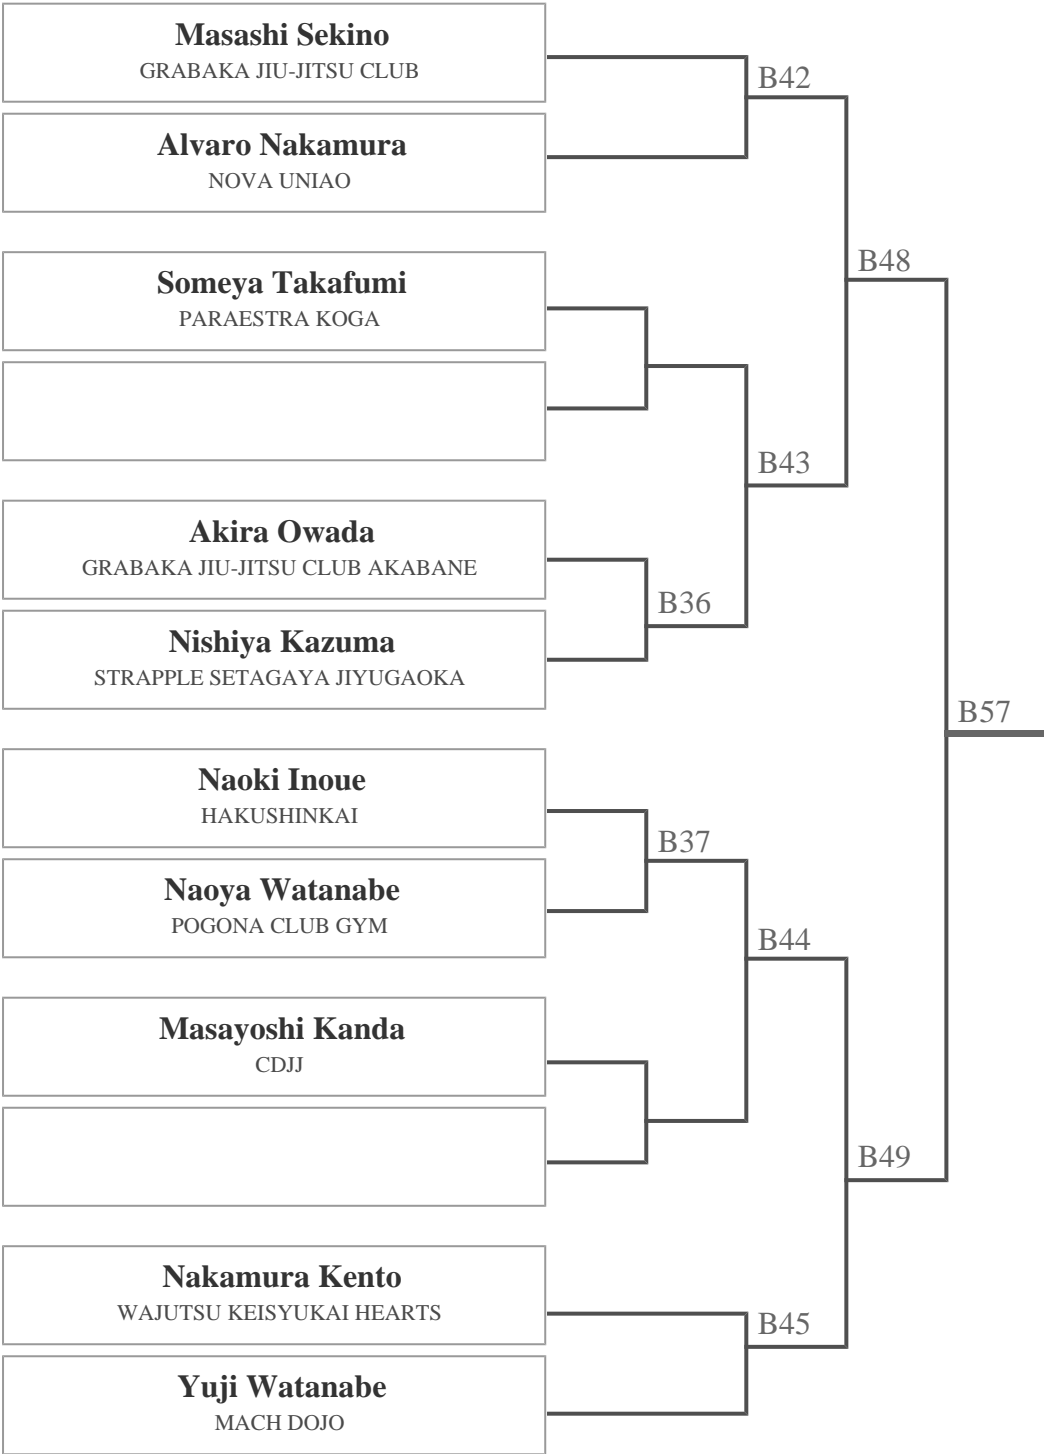 Masashi Sekino
GRABAKA JIU-JITSU CLUB
B42
Alvaro Nakamura
NOVA UNIAO
B48
Someya Takafumi
PARAESTRA KOGA
B43
Akira Owada
GRABAKA JIU-JITSU CLUB AKABANE
B36
Nishiya Kazuma
STRAPPLE SETAGAYA JIYUGAOKA
B57
Naoki Inoue
HAKUSHINKAI
B37
Naoya Watanabe
POGONA CLUB GYM
B44
Masayoshi Kanda
CDJJ
B49
Nakamura Kento
WAJUTSU KEISYUKAI HEARTS
B45
Yuji Watanabe
MACH DOJO